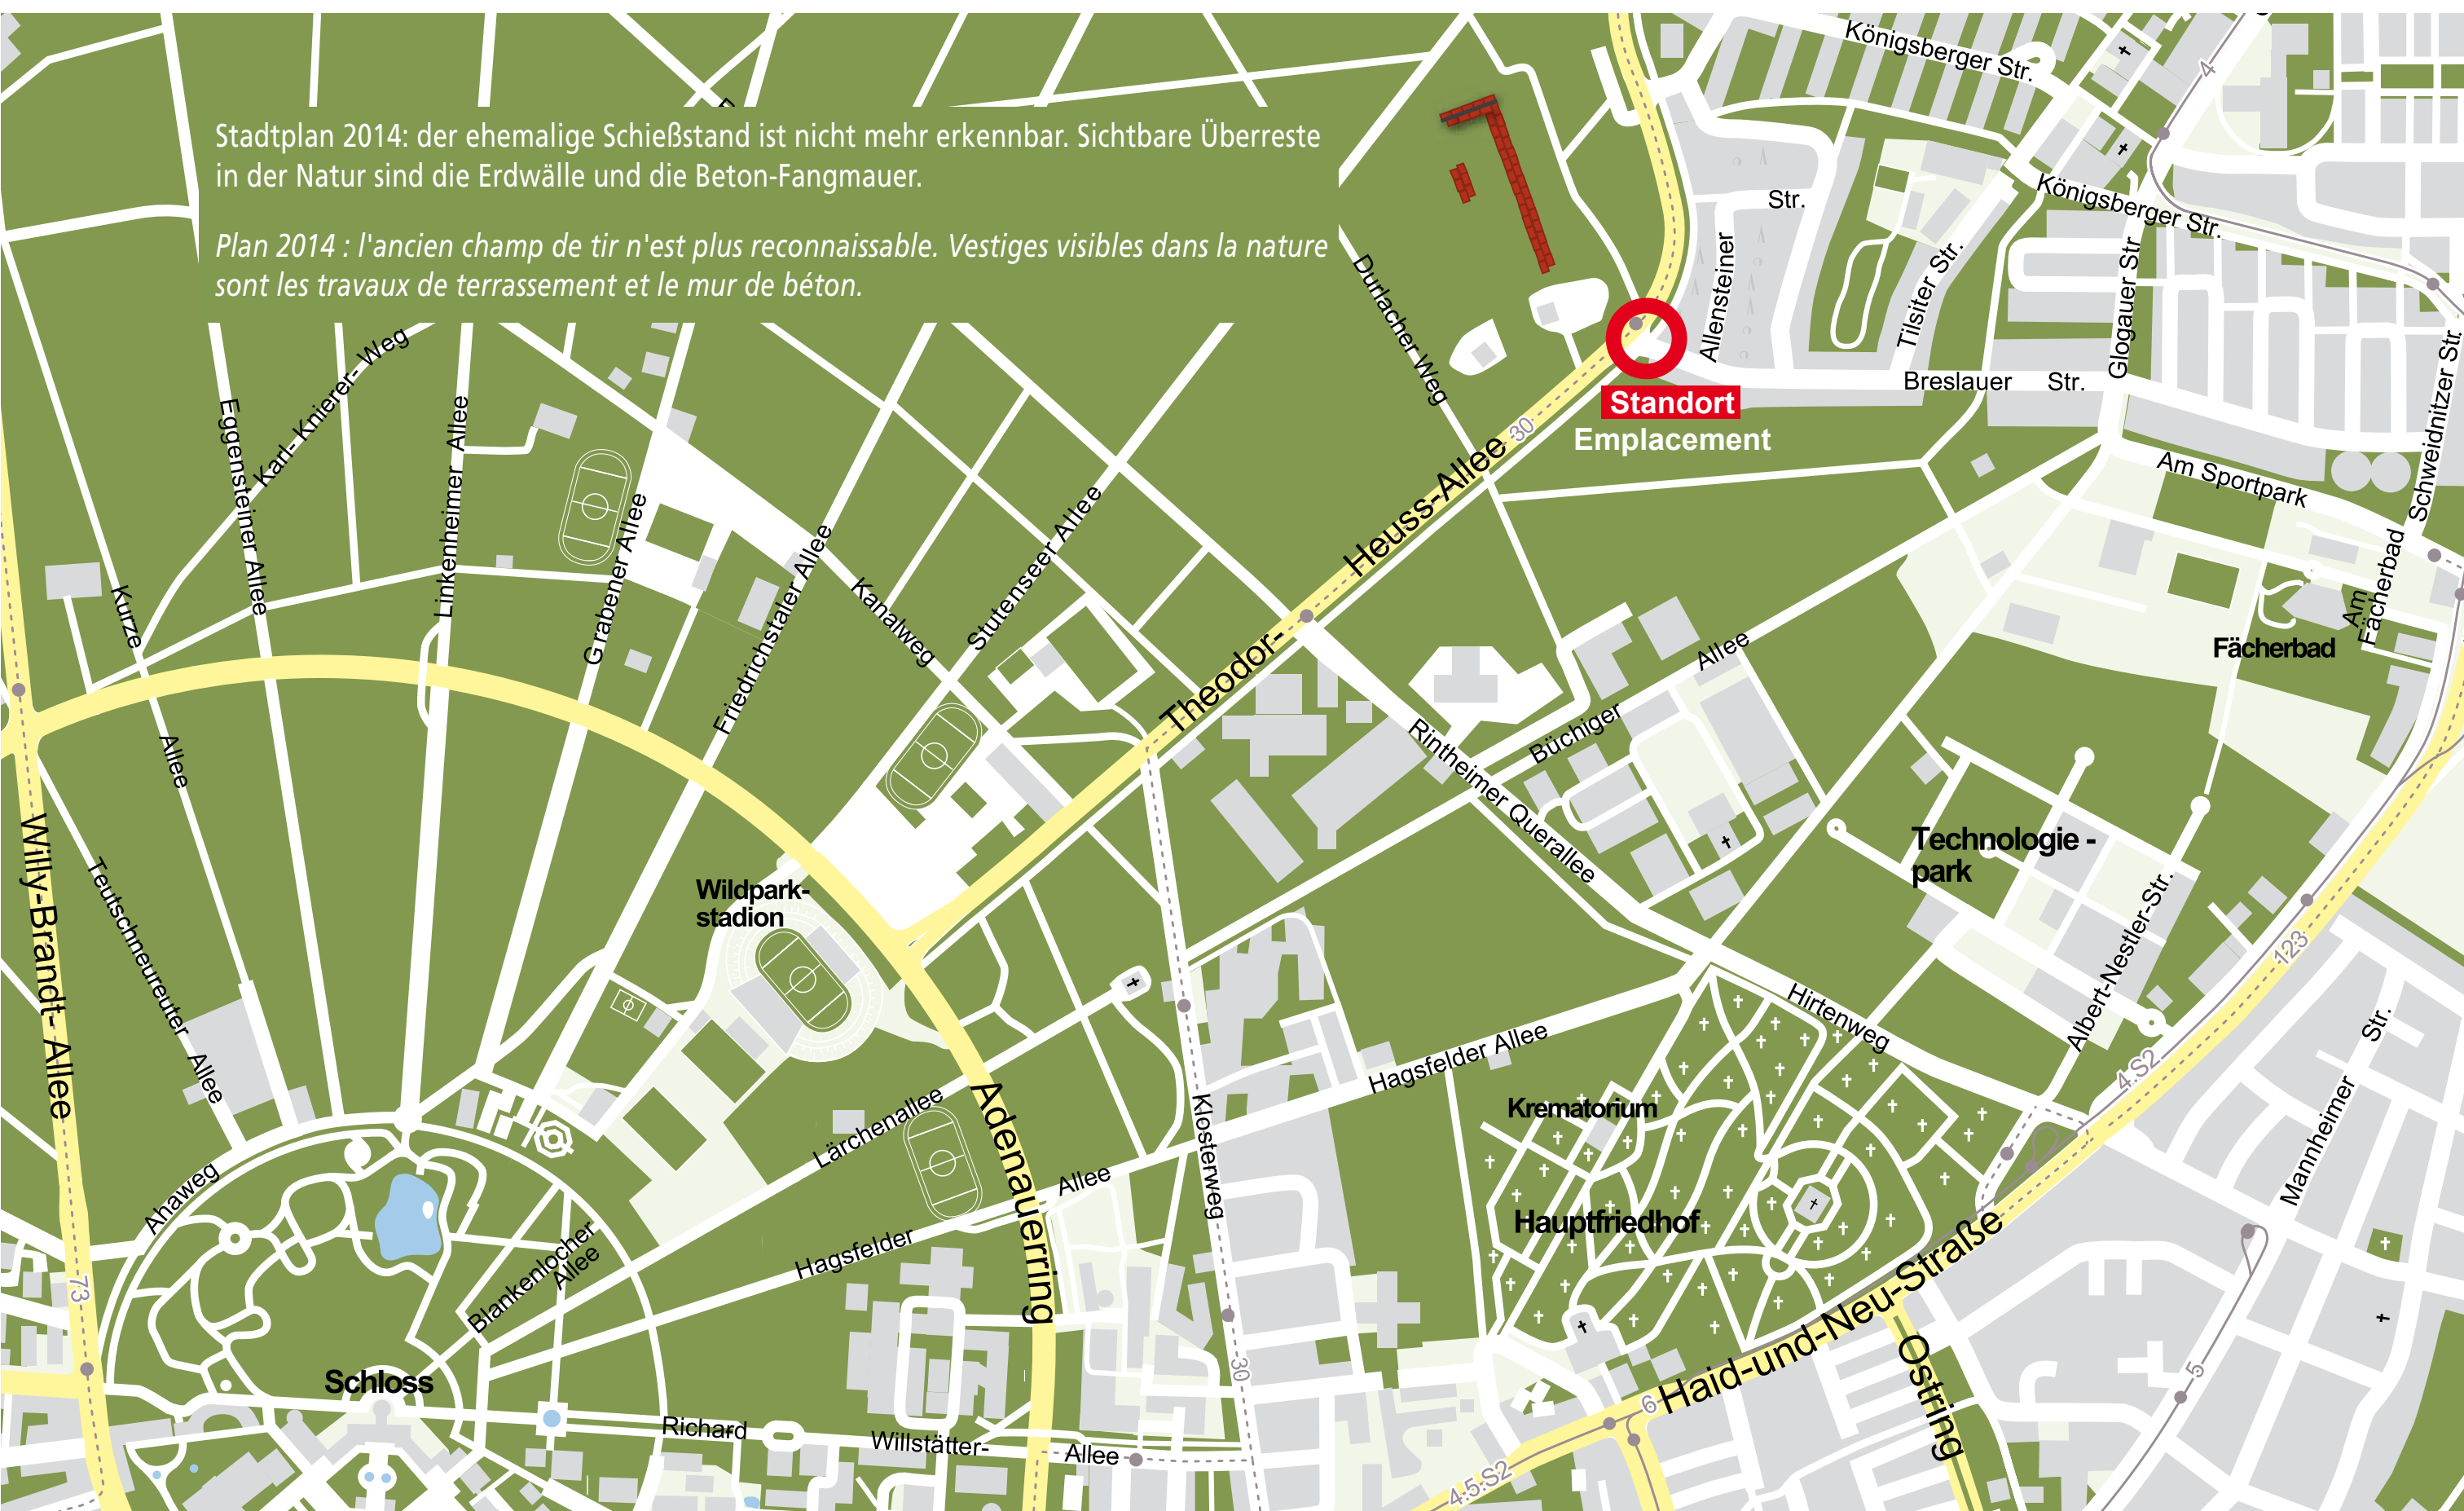 Stadtplan 2014: der ehemalige Schießstand ist nicht mehr erkennbar. Sichtbare Überreste
in der Natur sind die Erdwälle und die Beton-Fangmauer.
Plan 2014 : l'ancien champ de tir n'est plus reconnaissable. Vestiges visibles dans la nature
sont les travaux de terrassement et le mur de béton.
Königsberger Str.
4
Str.
Königsberger Str.
Allensteiner
Tilsiter Str.
Glogauer Str
Schweidnitzer Str.
Durlacher Weg
Standort
Emplacement
Breslauer Str.
Karl-Knierer-Weg
Eggensteiner Allee
Linkenheimer Allee
Grabener Allee
Friedrichstaler Allee
Kanalweg
Stutenseer Allee
Theodor-
Heuss-Allee
30
Am Sportpark
Am
Fächerbad
Fächerbad
Kurze
Allee
Büchiger
Allee
Rintheimer Querallee
Technologie -
park
Willy-Brandt-Allee
Teutschneureuter Allee
Wildpark-
stadion
Albert-Nestler-Str.
123
Hirtenweg
Hagsfelder Allee
Mannheimer Str.
4.S2
Krematorium
Hauptfriedhof
Adenauerring
Lärchenallee
Klosterweg
Ahaweg
Blankenlocher
Allee
Hagsfelder
Allee
73
Schloss
Haid-und-Neu-Straße
Ostring
5
30
6
Richard
Willstätter-
Allee
4.5.S2